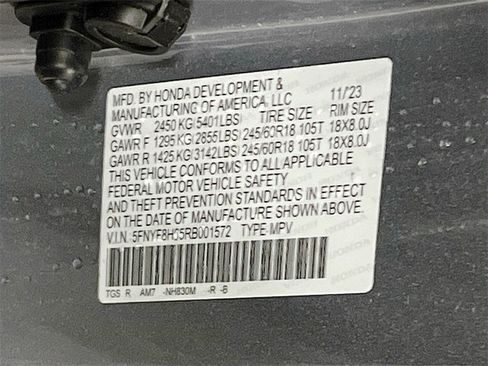 MFD. BY HONDA DEVELOPMENT &
MANUFACTURING OF AMERICA, LLC 11/23
GVWR 2450 KG(5401LBS) TIRE SIZE RIM SIZE
GAWR F 1295 KG(2855LBS) 245/60R18 105T 18X8.0J
GAWR R 1425 KG(3142LBS) 245/60R18 105T 18X8.0J
THIS VEHICLE CONFORMS TO ALL APPLICABLE
FEDERAL MOTOR VEHICLE SAFETY
AND THEFT PREVENTION STANDARDS IN EFFECT
ON THE DATE OF MANUFACTURE SHOWN ABOVE.
V.I.N. 5FNYF8H05RB001572 TYPE:MPV
TGS R AM7 -NH830M -R -B